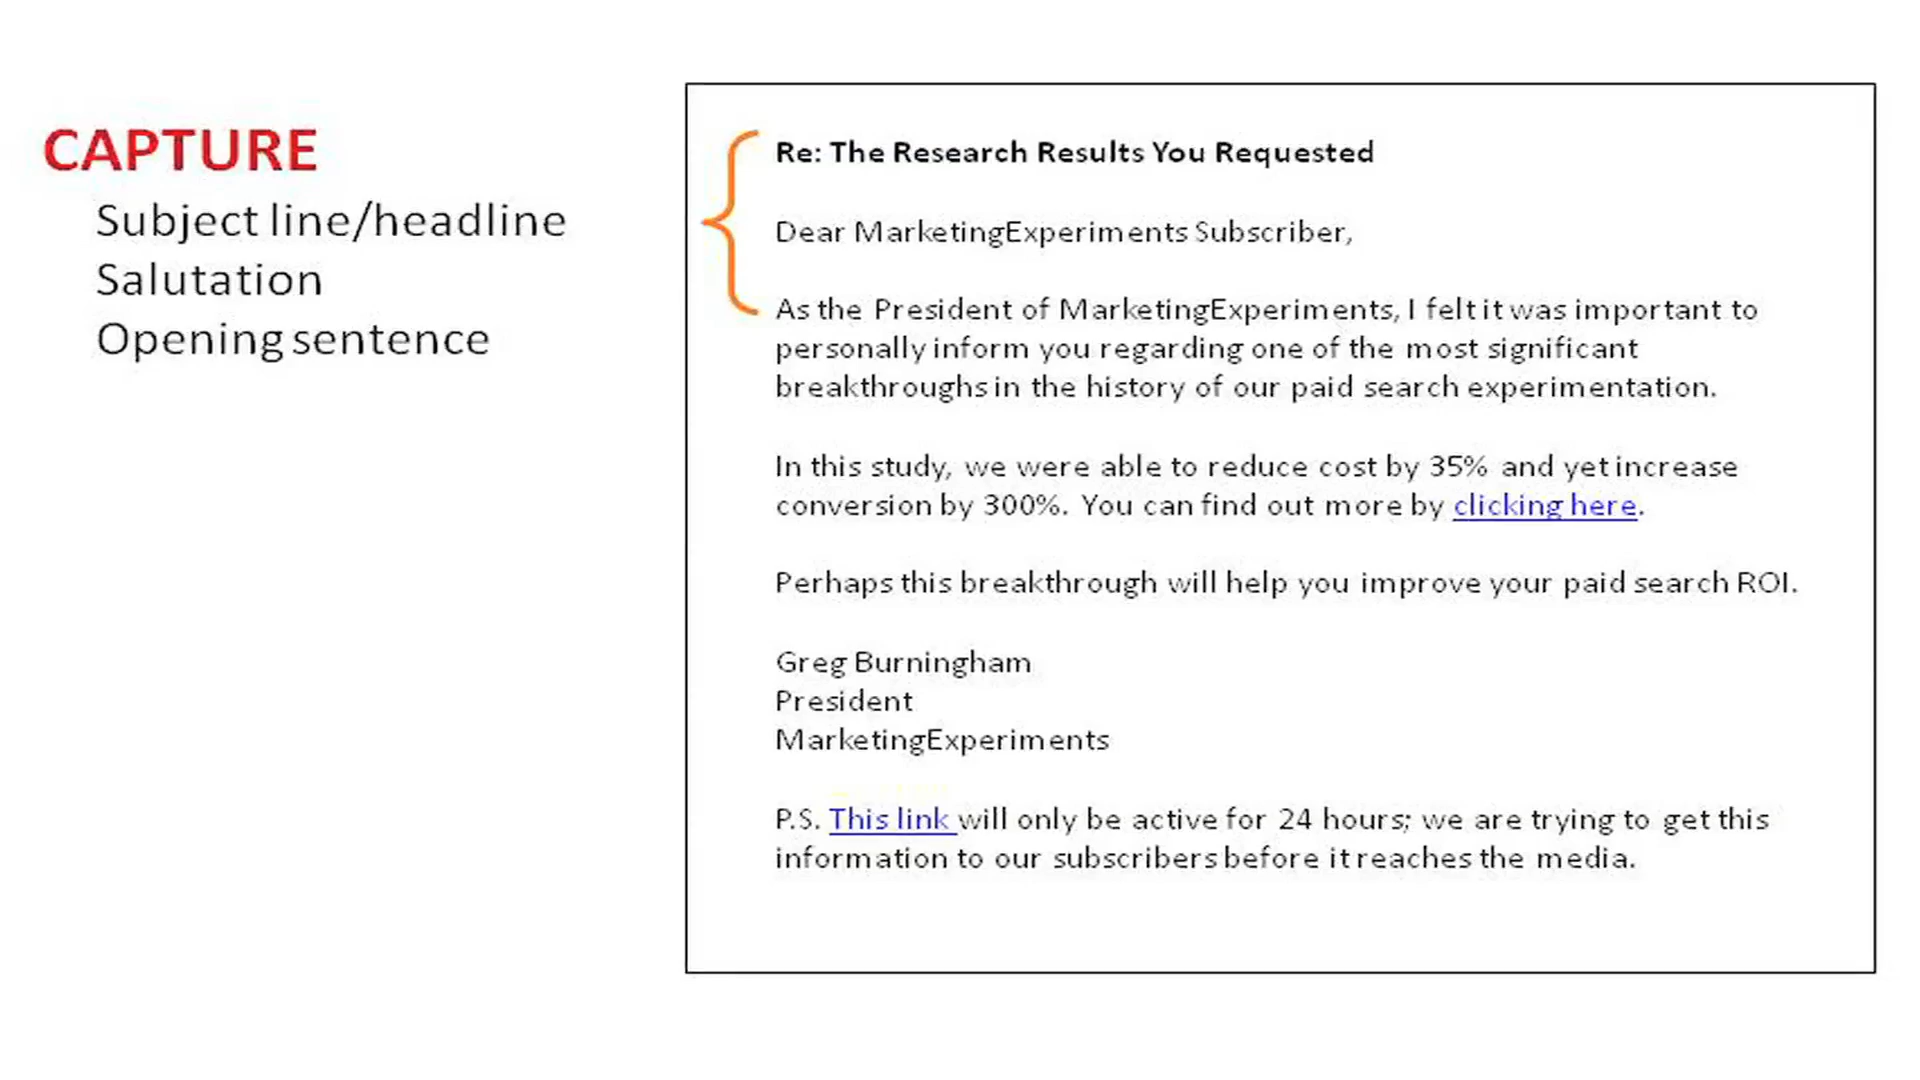 CAPTURE
Subject line/headline
Salutation
Opening sentence
Re: The Research Results You Requested
Dear MarketingExperiments Subscriber,
As the President of MarketingExperiments, I felt it was important to
personally inform you regarding one of the most significant
breakthroughs in the history of our paid search experimentation.
In this study, we were able to reduce cost by 35% and yet increase
conversion by 300%. You can find out more by clicking here.
Perhaps this breakthrough will help you improve your paid search ROI.
Greg Burningham
President
MarketingExperiments
P.S. This link will only be active for 24 hours; we are trying to get this
information to our subscribers before it reaches the media.